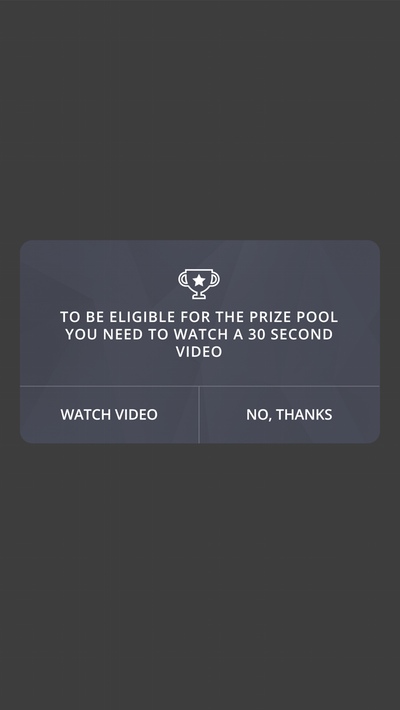 TO BE ELIGIBLE FOR THE PRIZE POOL
YOU NEED TO WATCH A 30 SECOND
VIDEO
WATCH VIDEO
NO, THANKS